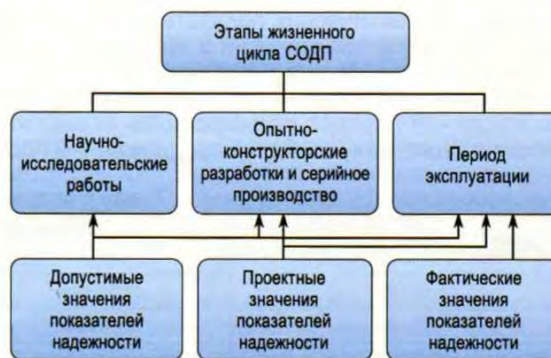 Этапы жизненного
цикла СОДП
Научно-
исследовательские
работы
Опытно-
конструкторские
разработки и серийное
производство
Период
эксплуатации
Допустимые
значения
показателей
надежности
Проектные
значения
показателей
надежности
Фактические
значения
показателей
надежности